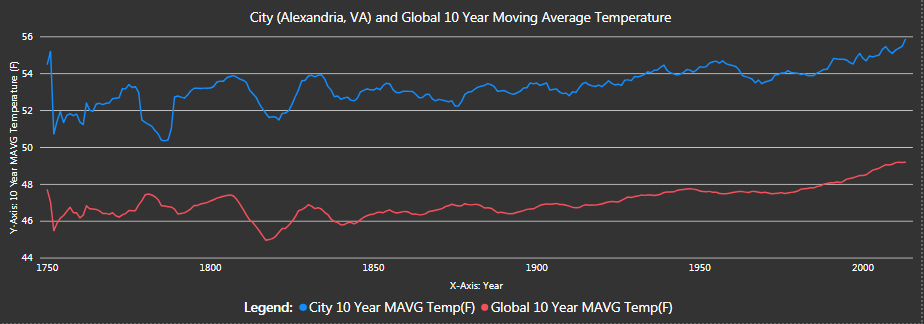 City (Alexandria, VA) and Global 10 Year Moving Average Temperature
Y-Axis:10 Year MAVG Temperature (F)
56
54
52
50
48
46
44
1750 1800 1850 1900 1950 2000
X-Axis: Year
Legend: City 10 Year MAVG Temp(F) Global 10 Year MAVG Temp(F)